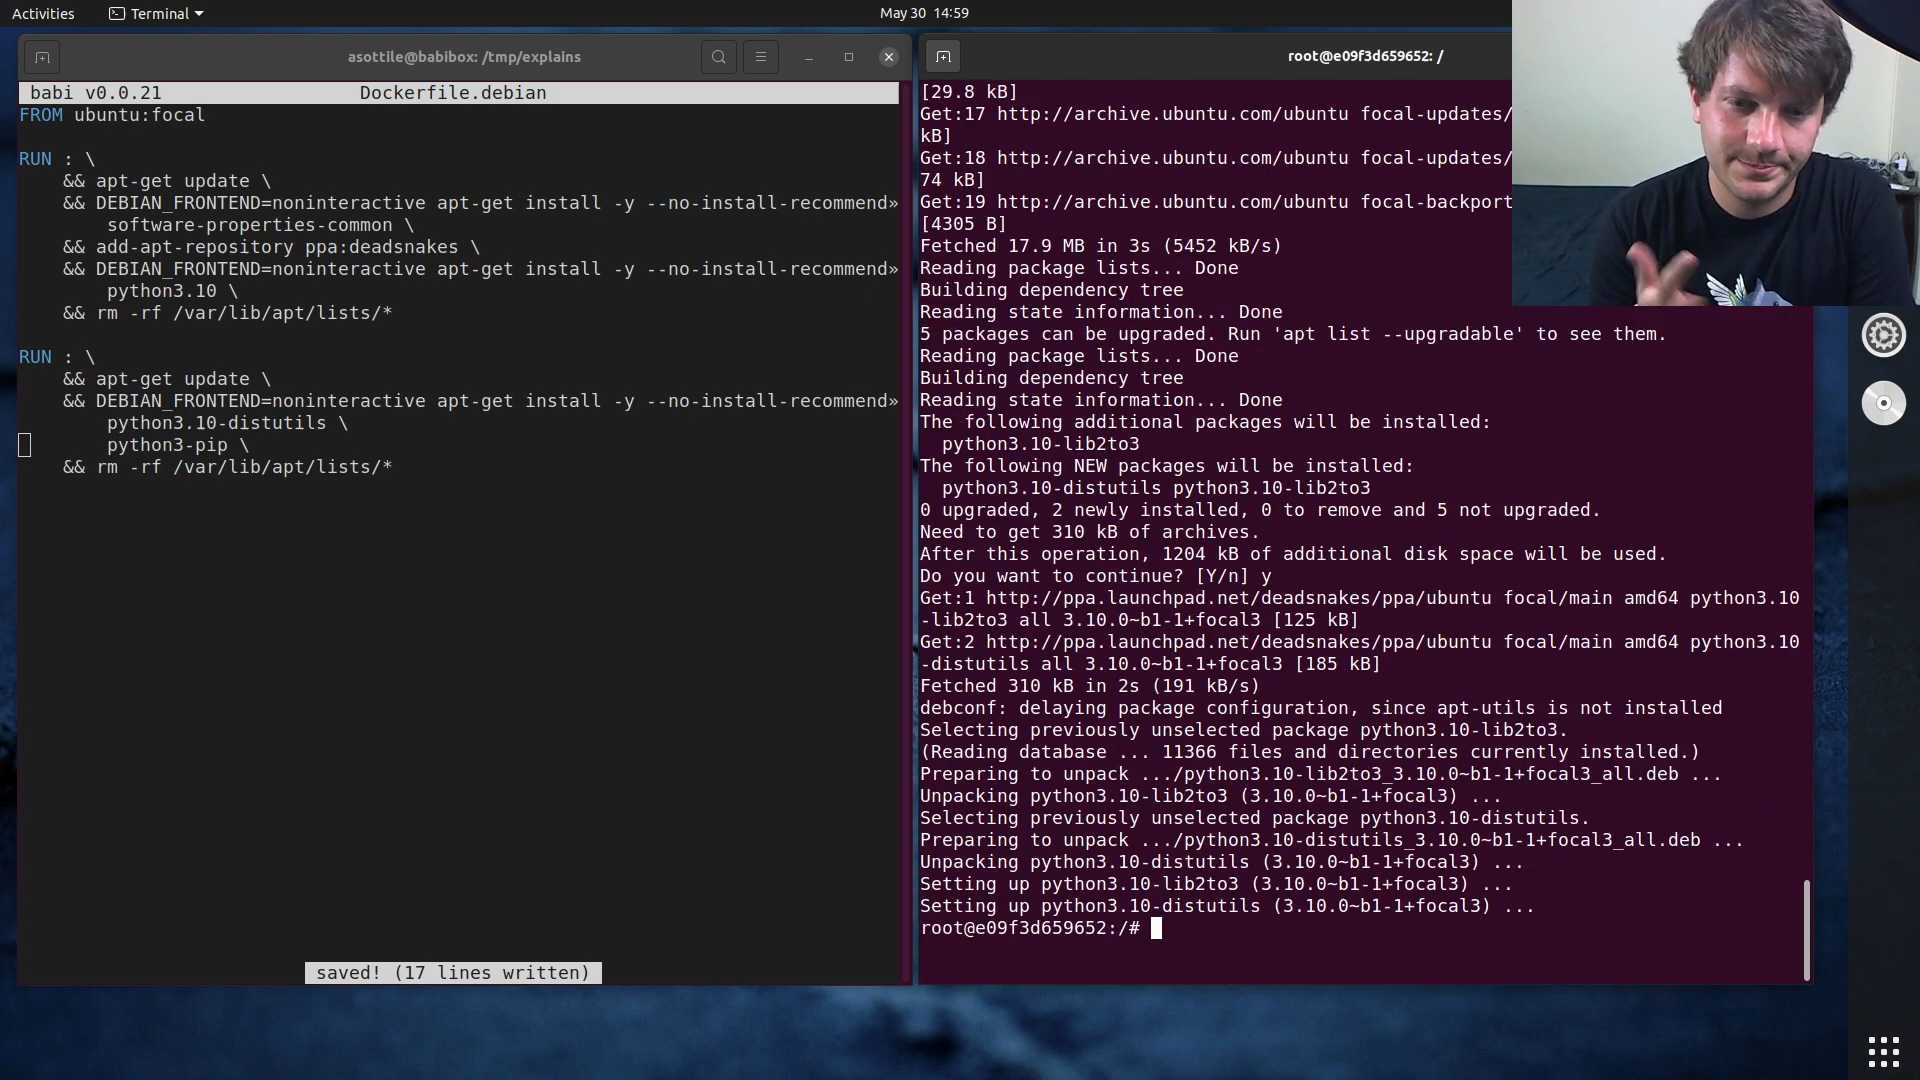 Activities
Terminal
May 30 14:59
asottile@babibox: /tmp/explains
babi v0.0.21 Dockerfile.debian
FROM ubuntu:focal
RUN : \
&& apt-get update \
&& DEBIAN_FRONTEND=noninteractive apt-get install -y --no-install-recommend»
software-properties-common \
&& add-apt-repository ppa:deadsnakes \
&& DEBIAN_FRONTEND=noninteractive apt-get install -y --no-install-recommend»
python3.10 \
&& rm -rf /var/lib/apt/lists/*
RUN : \
&& apt-get update \
&& DEBIAN_FRONTEND=noninteractive apt-get install -y --no-install-recommend»
python3.10-distutils \
python3-pip \
&& rm -rf /var/lib/apt/lists/*
saved! (17 lines written)
root@e09f3d659652: /
[29.8 kB]
Get:17 http://archive.ubuntu.com/ubuntu focal-updates/
kB]
Get:18 http://archive.ubuntu.com/ubuntu focal-updates/
74 kB]
Get:19 http://archive.ubuntu.com/ubuntu focal-backport
[4305 B]
Fetched 17.9 MB in 3s (5452 kB/s)
Reading package lists... Done
Building dependency tree
Reading state information... Done
5 packages can be upgraded. Run 'apt list --upgradable' to see them.
Reading package lists... Done
Building dependency tree
Reading state information... Done
The following additional packages will be installed:
python3.10-lib2to3
The following NEW packages will be installed:
python3.10-distutils python3.10-lib2to3
0 upgraded, 2 newly installed, 0 to remove and 5 not upgraded.
Need to get 310 kB of archives.
After this operation, 1204 kB of additional disk space will be used.
Do you want to continue? [Y/n] y
Get:1 http://ppa.launchpad.net/deadsnakes/ppa/ubuntu focal/main amd64 python3.10
-lib2to3 all 3.10.0~b1-1+focal3 [125 kB]
Get:2 http://ppa.launchpad.net/deadsnakes/ppa/ubuntu focal/main amd64 python3.10
-distutils all 3.10.0~b1-1+focal3 [185 kB]
Fetched 310 kB in 2s (191 kB/s)
debconf: delaying package configuration, since apt-utils is not installed
Selecting previously unselected package python3.10-lib2to3.
(Reading database ... 11366 files and directories currently installed.)
Preparing to unpack .../python3.10-lib2to3_3.10.0~b1-1+focal3_all.deb ...
Unpacking python3.10-lib2to3 (3.10.0~b1-1+focal3) ...
Selecting previously unselected package python3.10-distutils.
Preparing to unpack .../python3.10-distutils_3.10.0~b1-1+focal3_all.deb ...
Unpacking python3.10-distutils (3.10.0~b1-1+focal3) ...
Setting up python3.10-lib2to3 (3.10.0~b1-1+focal3) ...
Setting up python3.10-distutils (3.10.0~b1-1+focal3) ...
root@e09f3d659652:/#